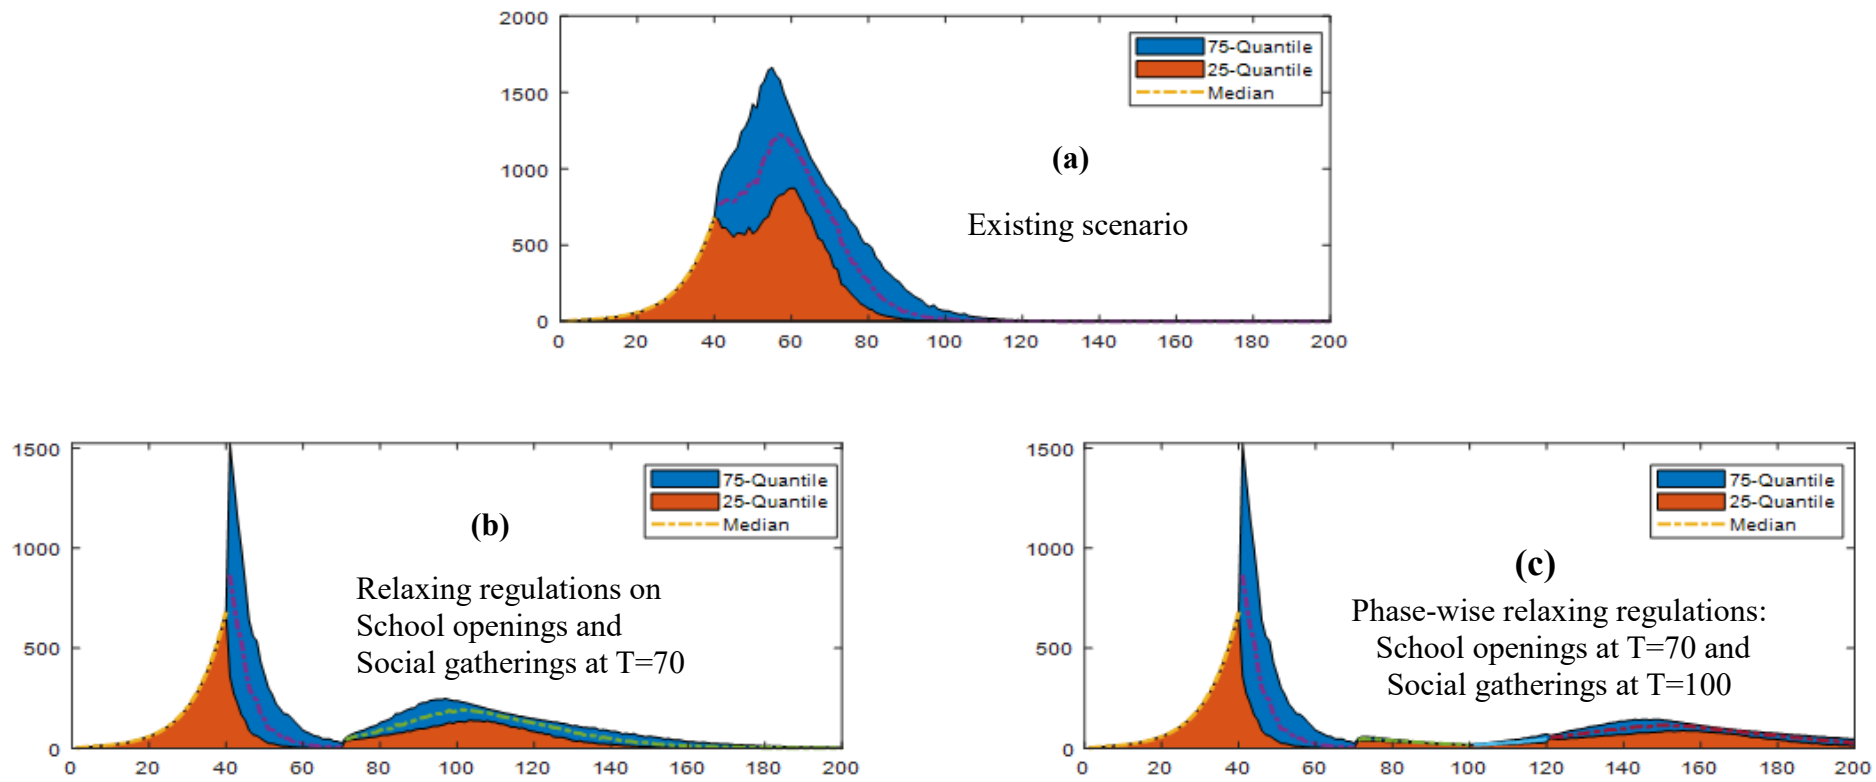 2000
1500
1000
500
0
0 20 40 60 80 100 120 140 160 180 200
75-Quantile
25-Quantile
Median
(a)
Existing scenario
1500
1000
500
0
0 20 40 60 80 100 120 140 160 180 200
75-Quantile
25-Quantile
Median
(b)
Relaxing regulations on
School openings and
Social gatherings at T=70
1500
1000
500
0
0 20 40 60 80 100 120 140 160 180 200
75-Quantile
25-Quantile
Median
(c)
Phase-wise relaxing regulations:
School openings at T=70 and
Social gatherings at T=100